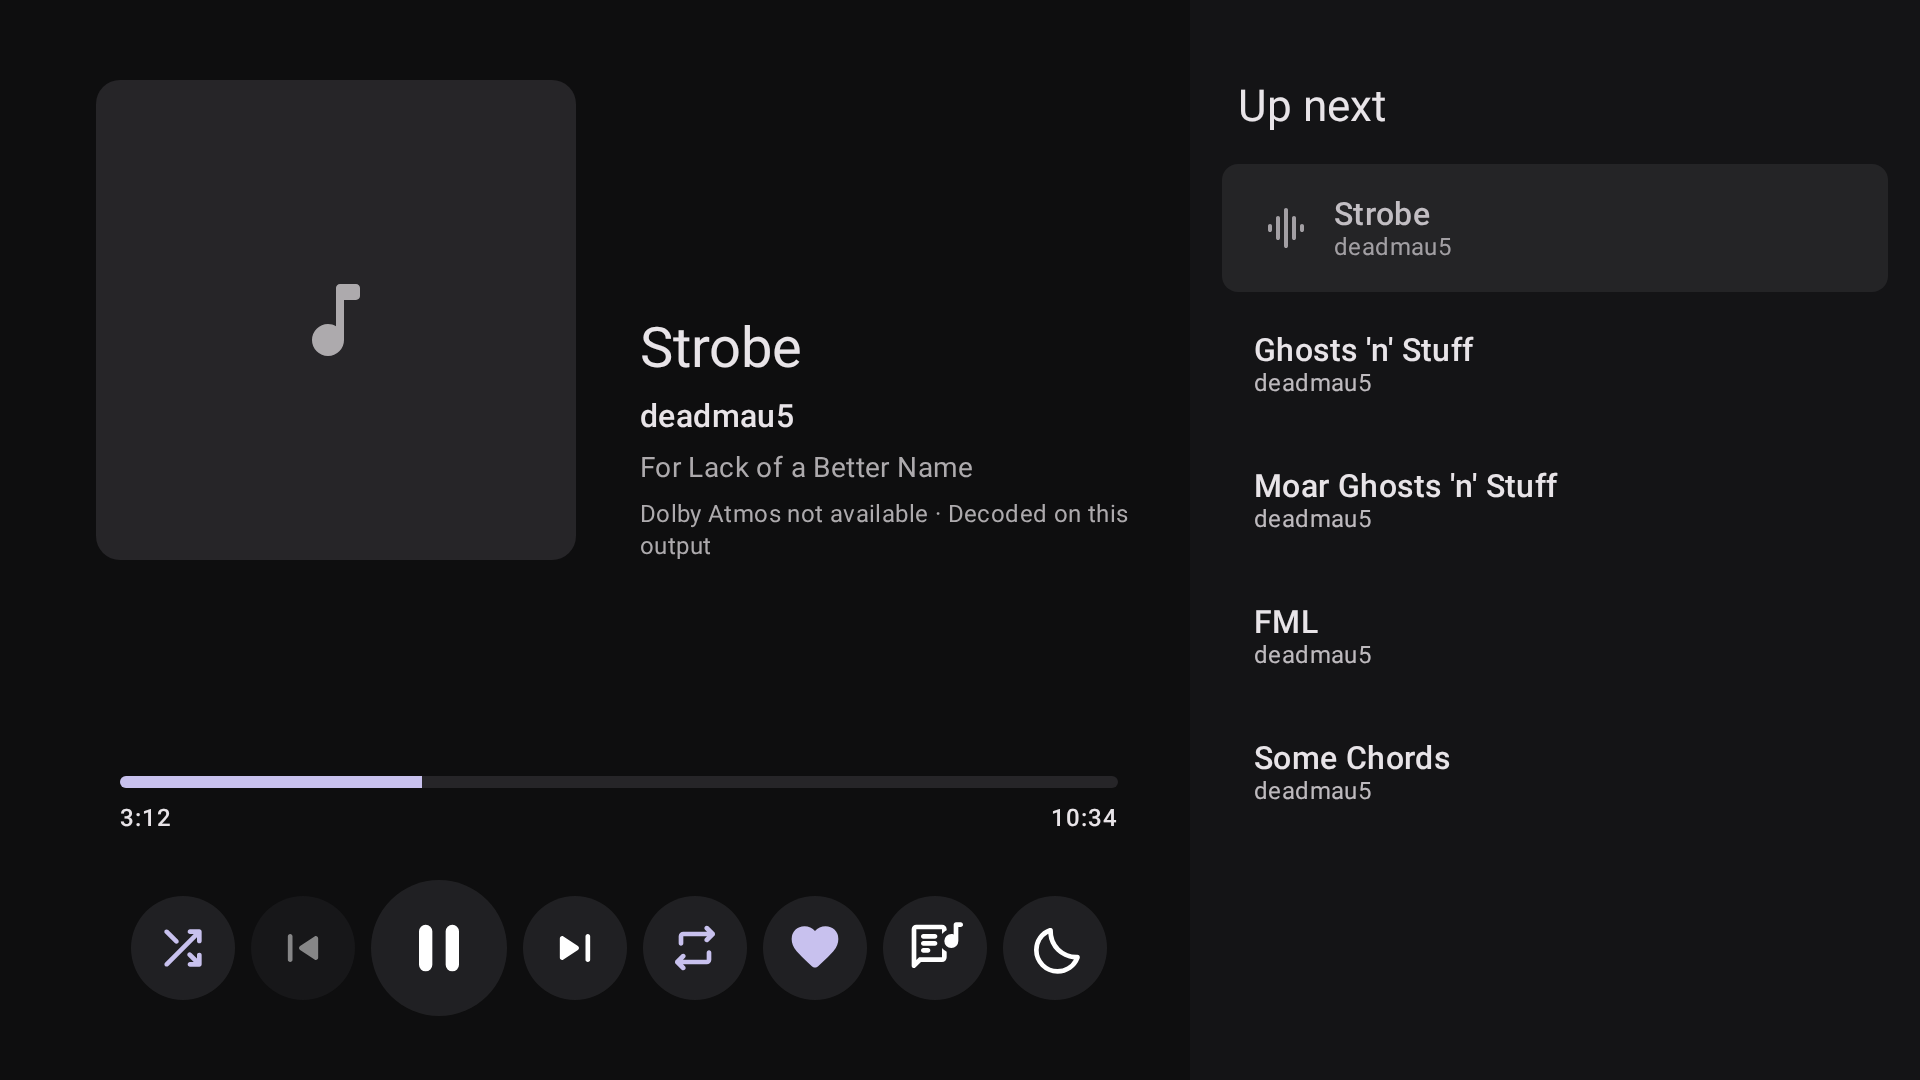 Strobe
deadmau5
For Lack of a Better Name
Dolby Atmos not available · Decoded on this
output
3:12
10:34
Up next
Strobe
deadmau5
Ghosts 'n' Stuff
deadmau5
Moar Ghosts 'n' Stuff
deadmau5
FML
deadmau5
Some Chords
deadmau5